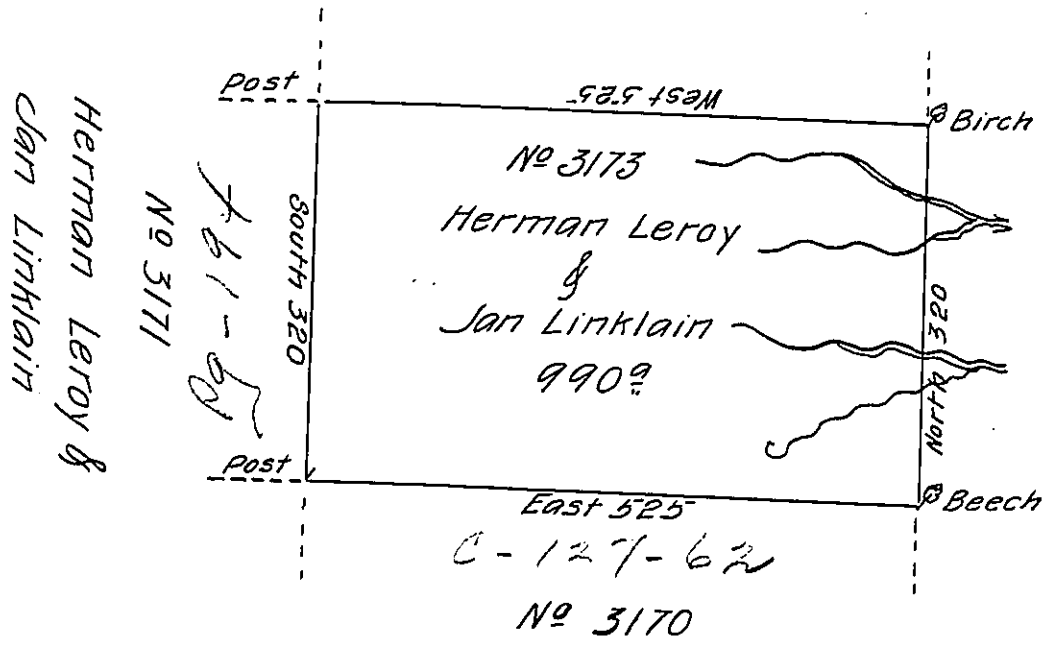 Post
West 525
Birch
Nº 3173
Herman Leroy
&
Jan Linklain
990ª
South 320
North 320
Post
East 525
Beech
C-127-62
Nº 3170
Nº 3171
Herman Leroy &
Jan Linklain